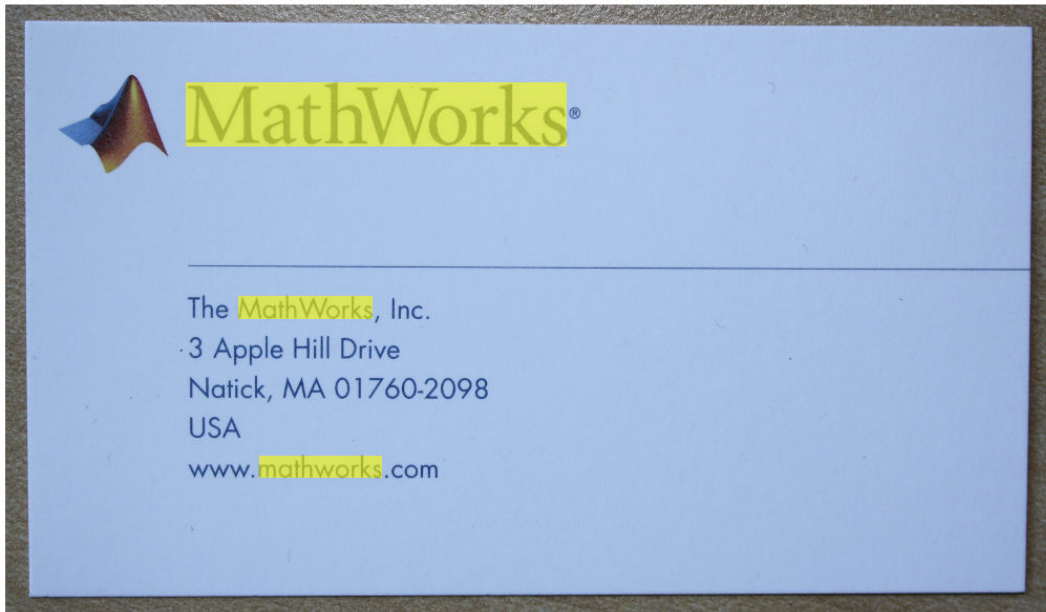 MathWorks®
The MathWorks, Inc.
3 Apple Hill Drive
Natick, MA 01760-2098
USA
www.mathworks.com